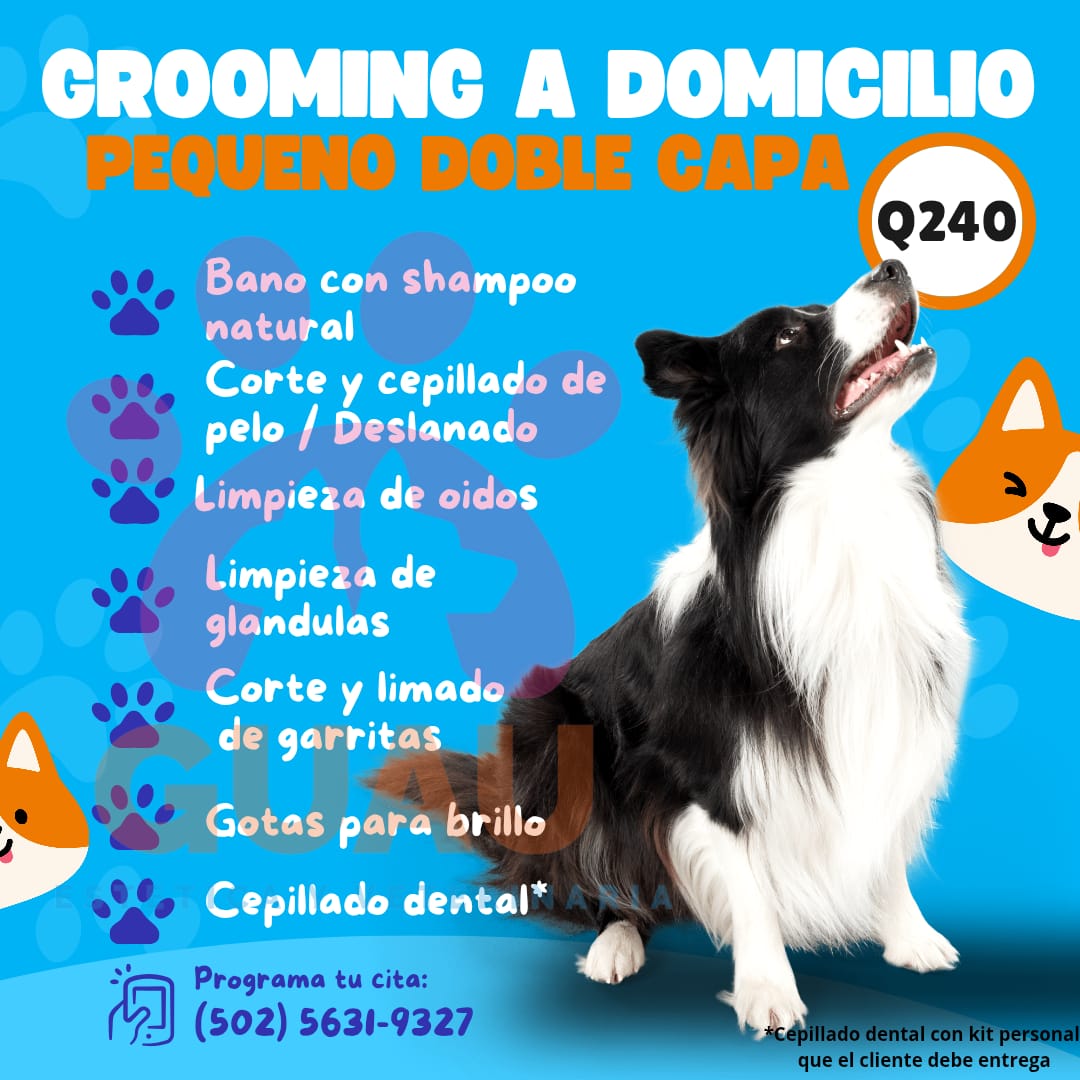 GROOMING A DOMICILIO
PEQUENO DOBLE CAPA
Q240
Bano con shampoo
natural
Corte y cepillado de
pelo / Deslanado
Limpieza de oidos
Limpieza de
glandulas
Corte y limado
de garritas
GUAU
Gotas para brillo
Cepillado dental*
Programa tu cita:
(502) 5631-9327
*Cepillado dental con kit personal
que el cliente debe entrega